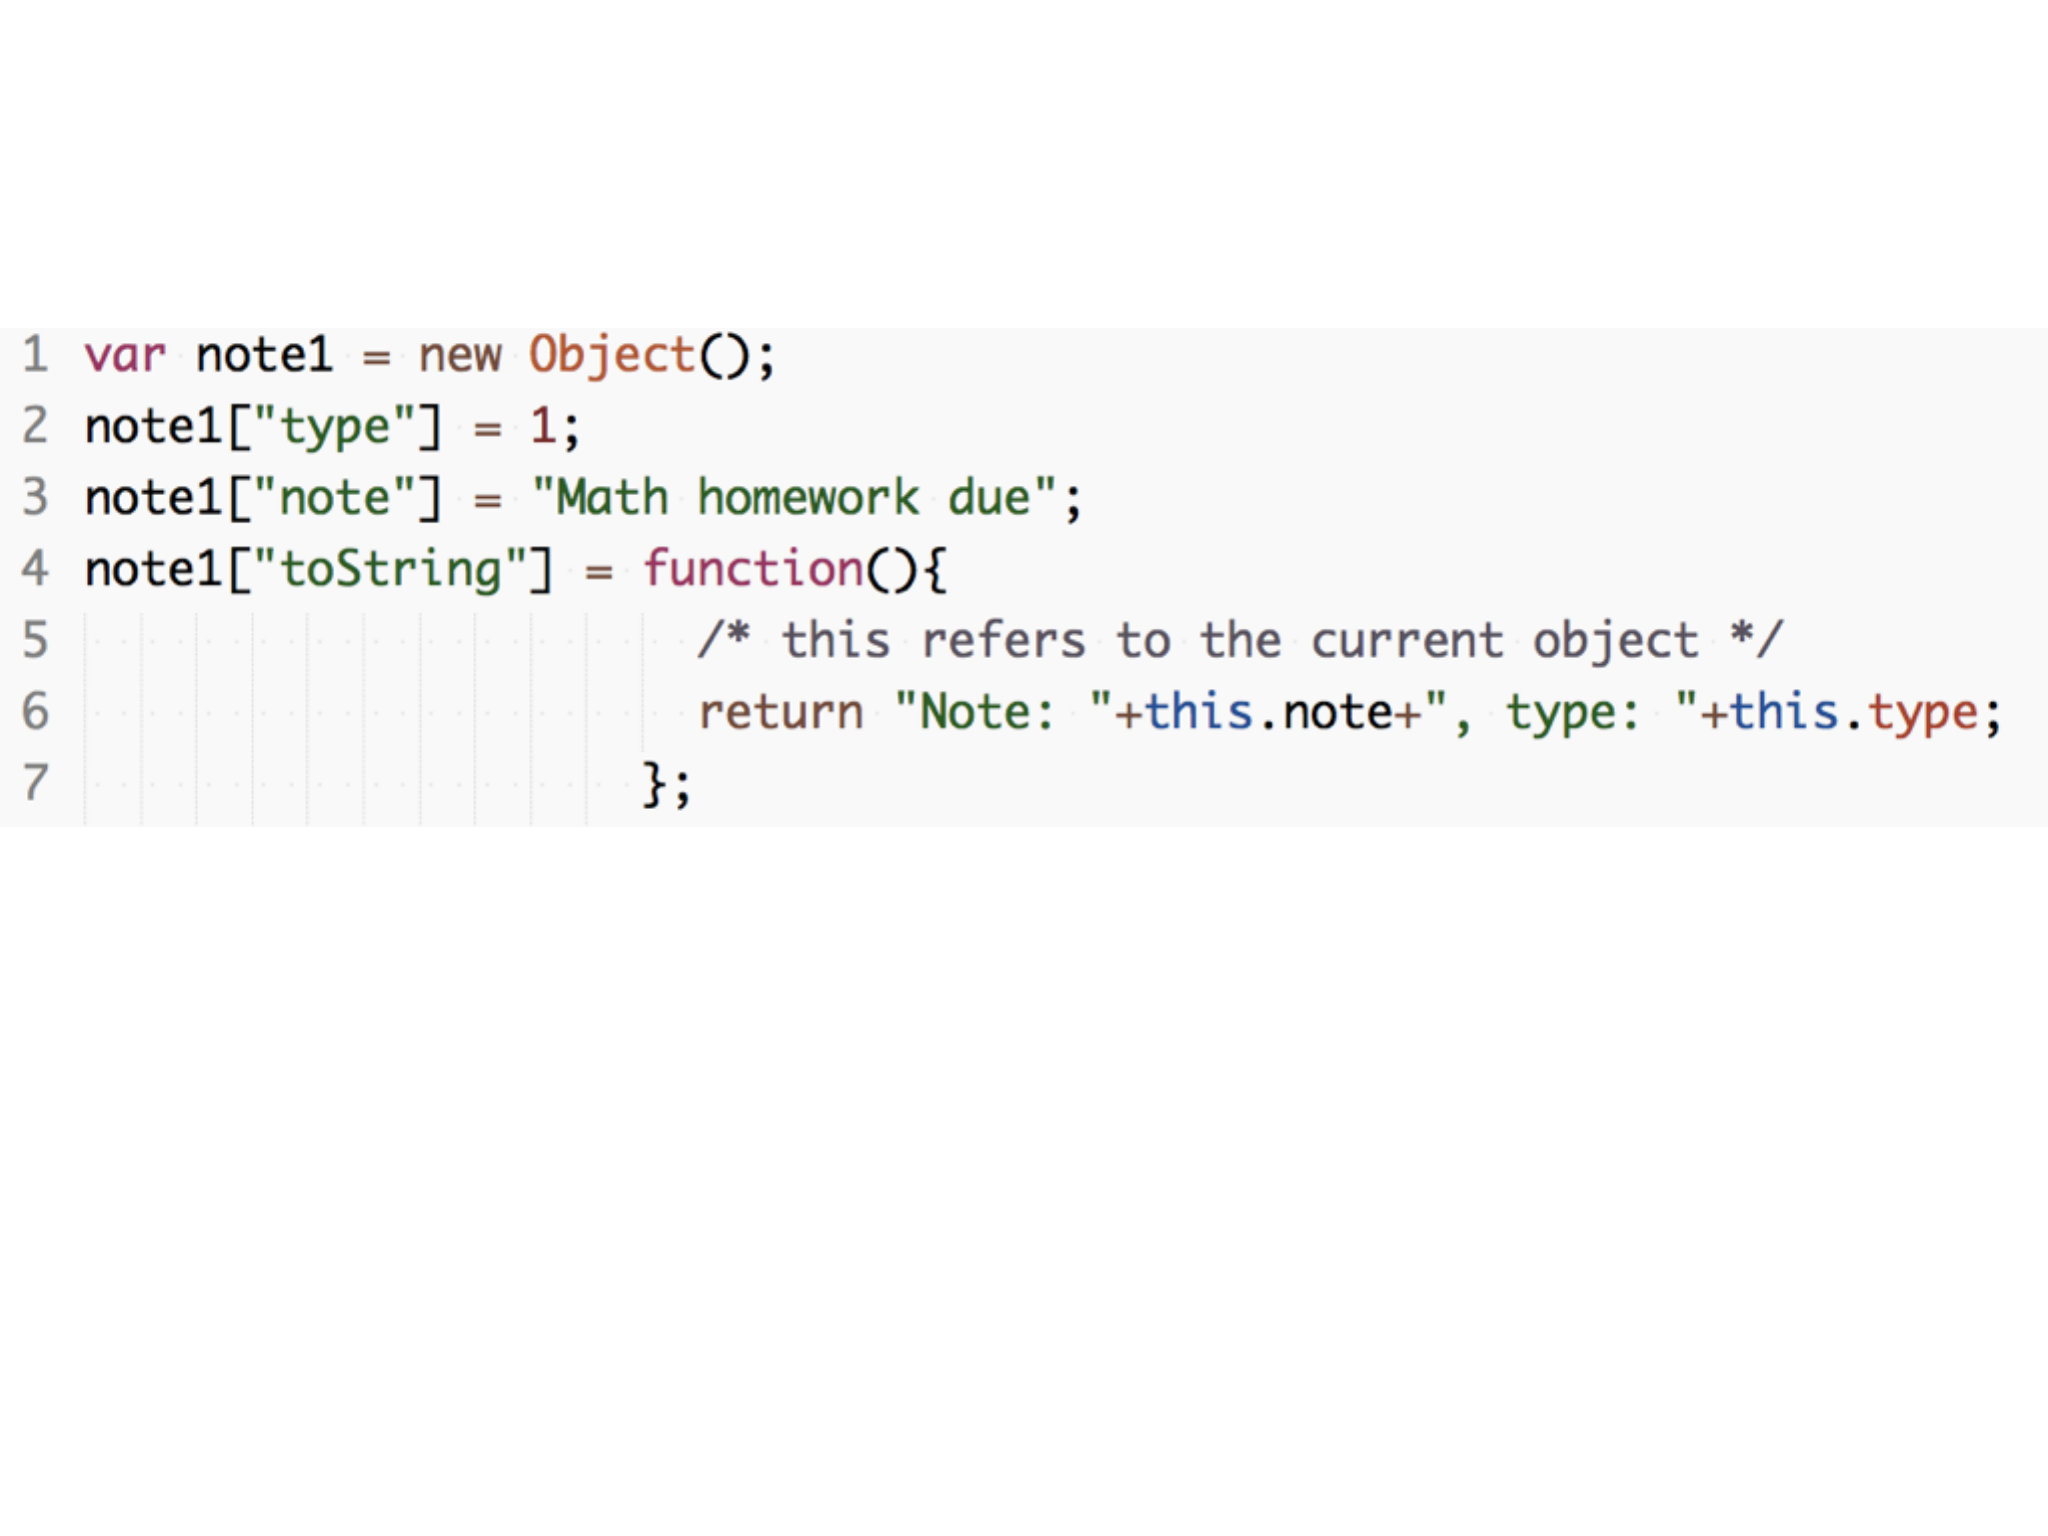 1 var note1 = new Object();
2 note1["type"] = 1;
3 note1["note"] = "Math homework due";
4 note1["toString"] = function(){
5 /* this refers to the current object */
6 return "Note: "+this.note+", type: "+this.type;
7 };